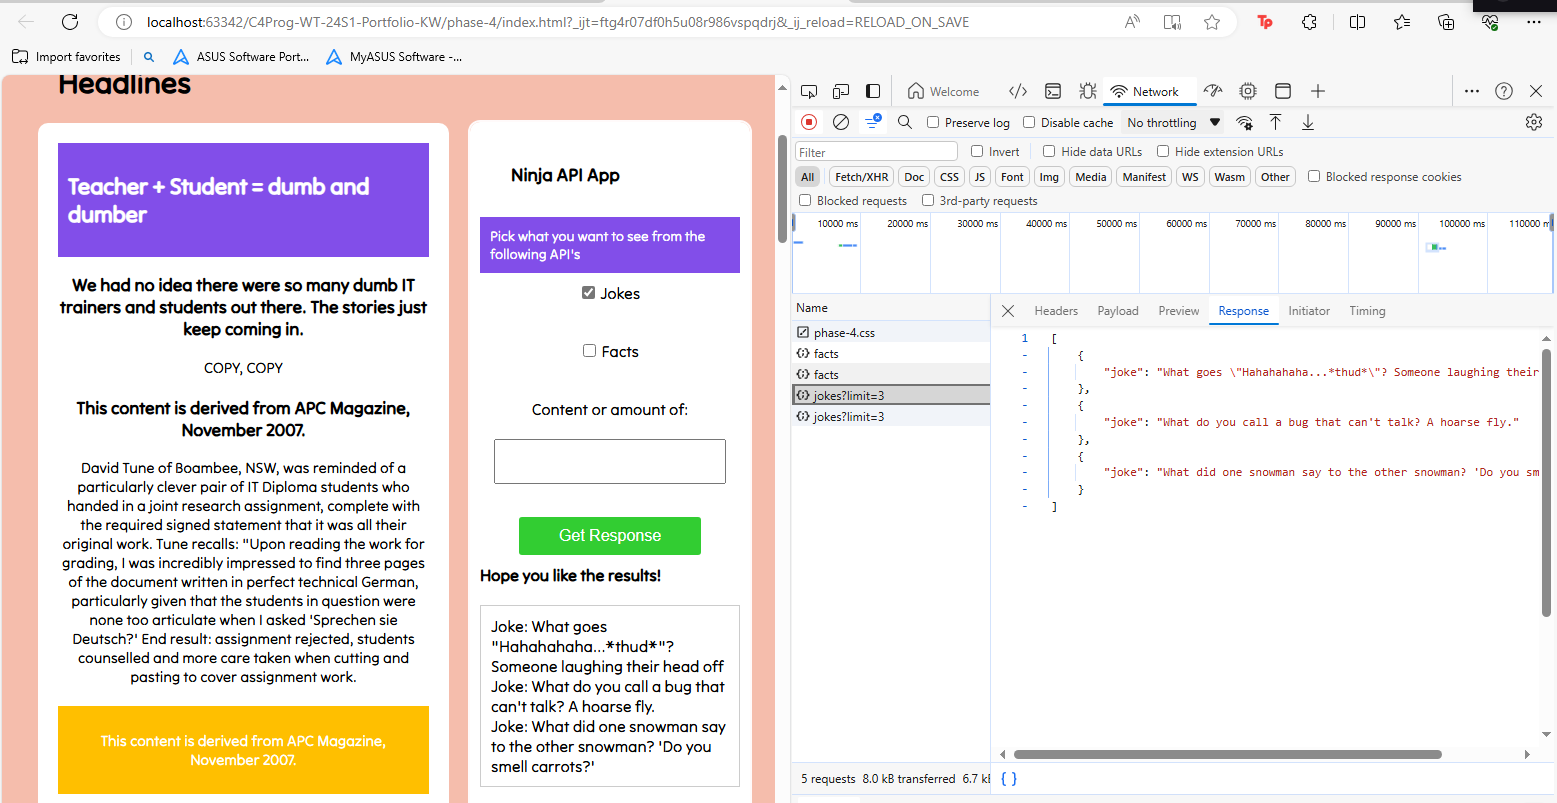 localhost:63342/C4Prog-WT-24S1-Portfolio-KW/phase-4/index.html?_ijt=ftg4r07df0h5u08r986vspqdrj&_ij_reload=RELOAD_ON_SAVE
Import favorites
ASUS Software Port...
MyASUS Software -...
Headlines
Teacher + Student = dumb and
dumber
We had no idea there were so many dumb IT
trainers and students out there. The stories just
keep coming in.
COPY, COPY
This content is derived from APC Magazine,
November 2007.
David Tune of Boambee, NSW, was reminded of a
particularly clever pair of IT Diploma students who
handed in a joint research assignment, complete with
the required signed statement that it was all their
original work. Tune recalls: "Upon reading the work for
grading, I was incredibly impressed to find three pages
of the document written in perfect technical German,
particularly given that the students in question were
none too articulate when I asked 'Sprechen sie
Deutsch?' End result: assignment rejected, students
counselled and more care taken when cutting and
pasting to cover assignment work.
This content is derived from APC Magazine,
November 2007.
Ninja API App
Pick what you want to see from the
following API's
Jokes
Facts
Content or amount of:
Get Response
Hope you like the results!
Joke: What goes
"Hahahahaha...*thud*"?
Someone laughing their head off
Joke: What do you call a bug that
can't talk? A hoarse fly.
Joke: What did one snowman say
to the other snowman? 'Do you
smell carrots?'
Welcome
Network
Preserve log
Disable cache
No throttling
Filter
Invert
Hide data URLs
Hide extension URLs
All
Fetch/XHR
Doc
CSS
JS
Font
Img
Media
Manifest
WS
Wasm
Other
Blocked response cookies
Blocked requests
3rd-party requests
10000 ms
20000 ms
30000 ms
40000 ms
50000 ms
60000 ms
70000 ms
80000 ms
90000 ms
100000 ms
110000 m
Name
phase-4.css
facts
facts
jokes?limit=3
jokes?limit=3
Headers
Payload
Preview
Response
Initiator
Timing
1 [
- {
- "joke": "What goes \"Hahahahaha...*thud*\"? Someone laughing their
- },
- {
- "joke": "What do you call a bug that can't talk? A hoarse fly."
- },
- {
- "joke": "What did one snowman say to the other snowman? 'Do you sm
- }
- ]
5 requests 8.0 kB transferred 6.7 k
{ }